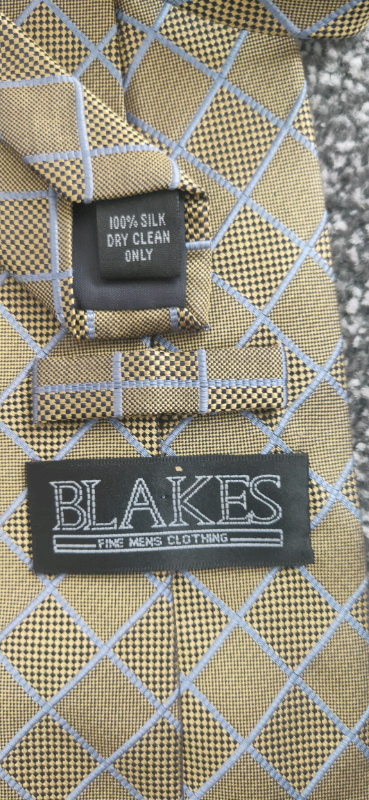 100% SILK
DRY CLEAN
ONLY
BLAKES
FINE MENS CLOTHING